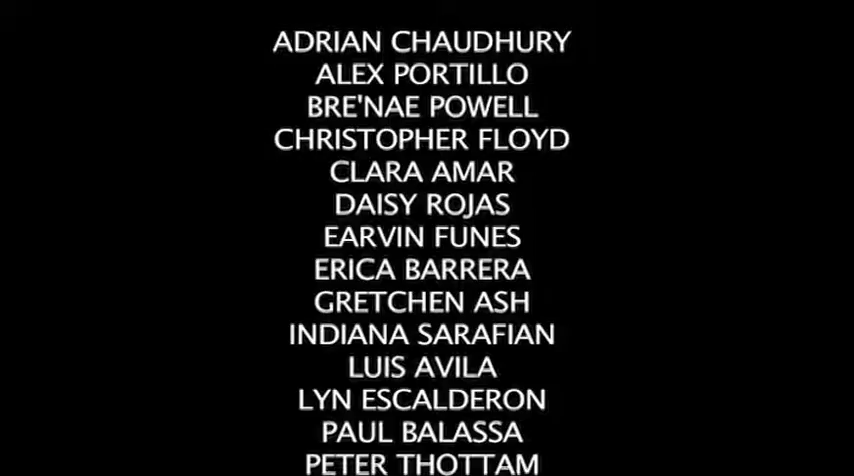 ADRIAN CHAUDHURY
ALEX PORTILLO
BRE'NAE POWELL
CHRISTOPHER FLOYD
CLARA AMAR
DAISY ROJAS
EARVIN FUNES
ERICA BARRERA
GRETCHEN ASH
INDIANA SARAFIAN
LUIS AVILA
LYN ESCALDERON
PAUL BALASSA
PETER THOTTAM